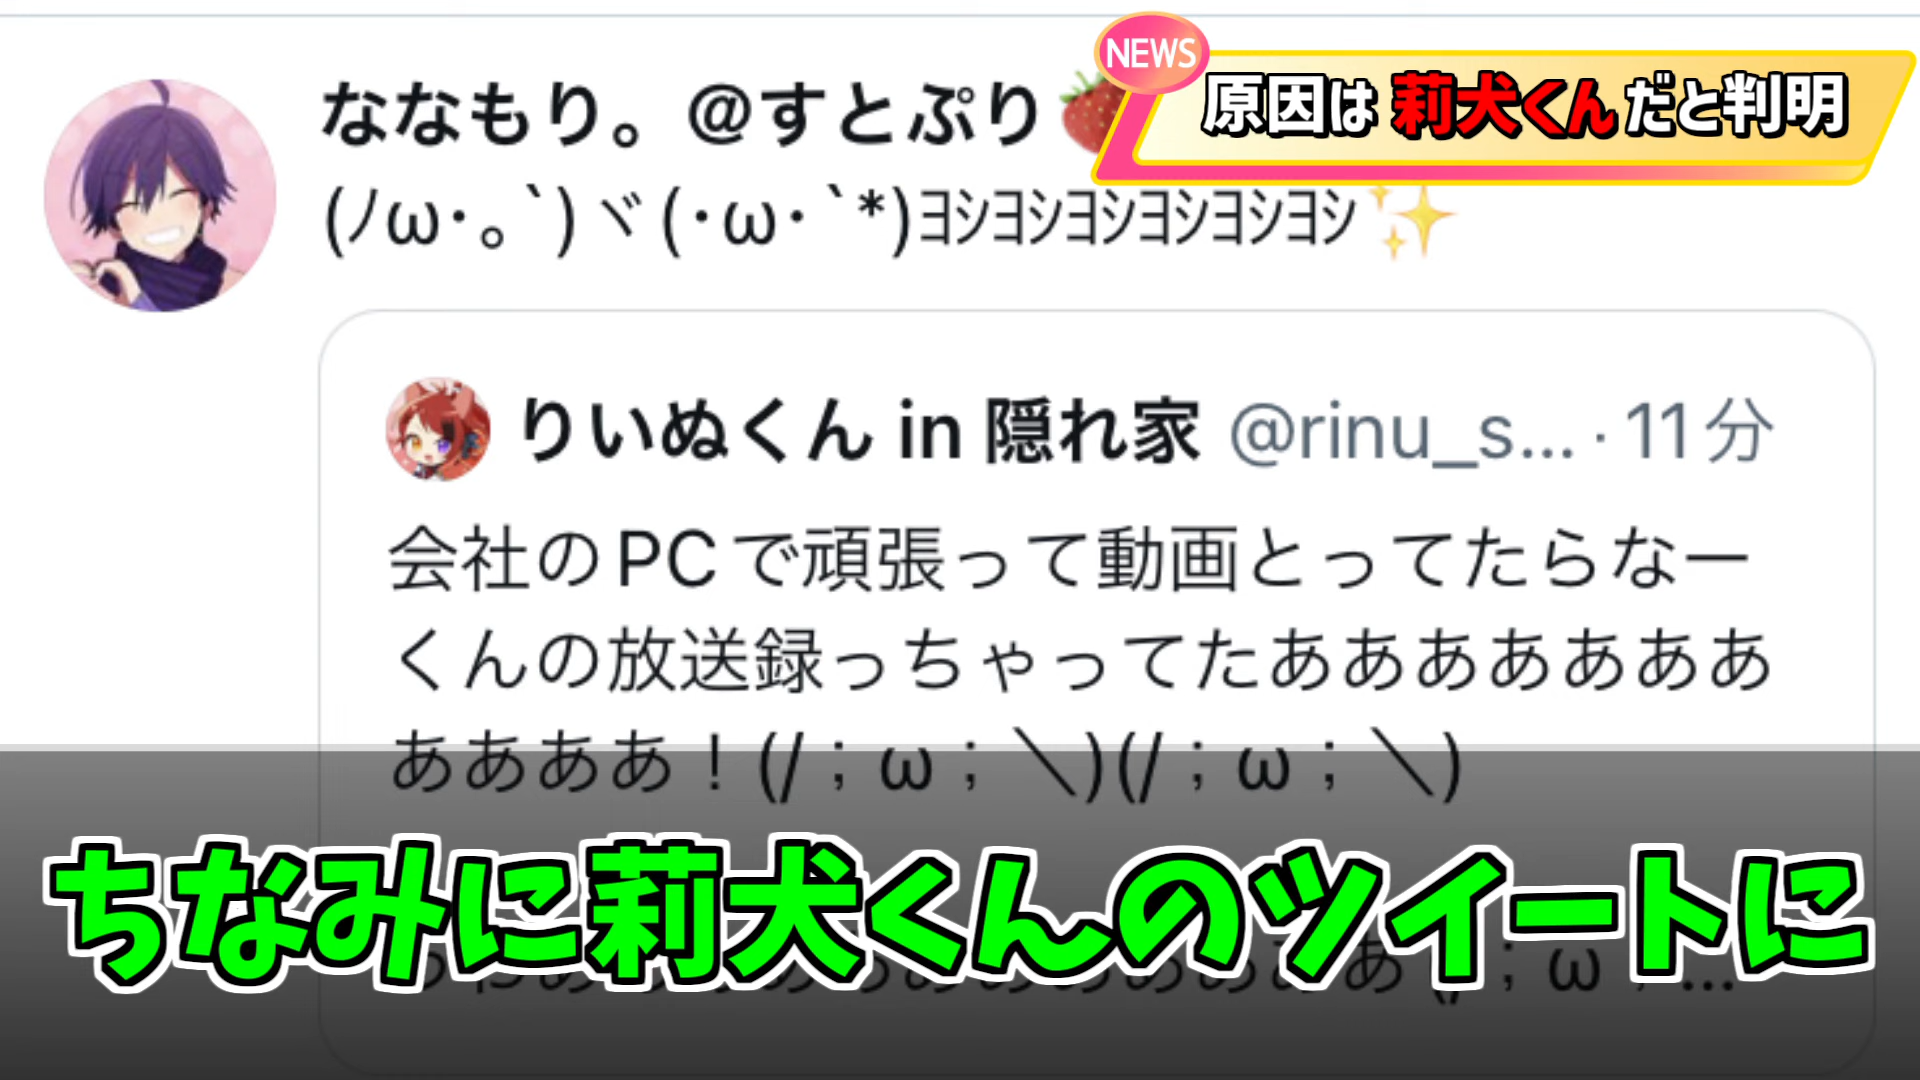 NEWS
原因は莉犬くんだと判明
ななもり。@すとぷり
(ﾉω･｡`)ヾ(･ω･`*)ﾖｼﾖｼﾖｼﾖｼﾖｼﾖｼ✨
りいぬくん in 隠れ家 @rinu_s... · 11分
会社のPCで頑張って動画とってたらなー
くんの放送録っちゃってたあああああああ
ああああ！(/；ω；＼)(/；ω；＼)
ちなみに莉犬くんのツイートに